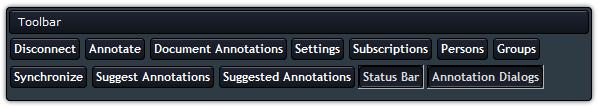 Toolbar
Disconnect Annotate Document Annotations Settings Subscriptions Persons Groups
Synchronize Suggest Annotations Suggested Annotations Status Bar Annotation Dialogs